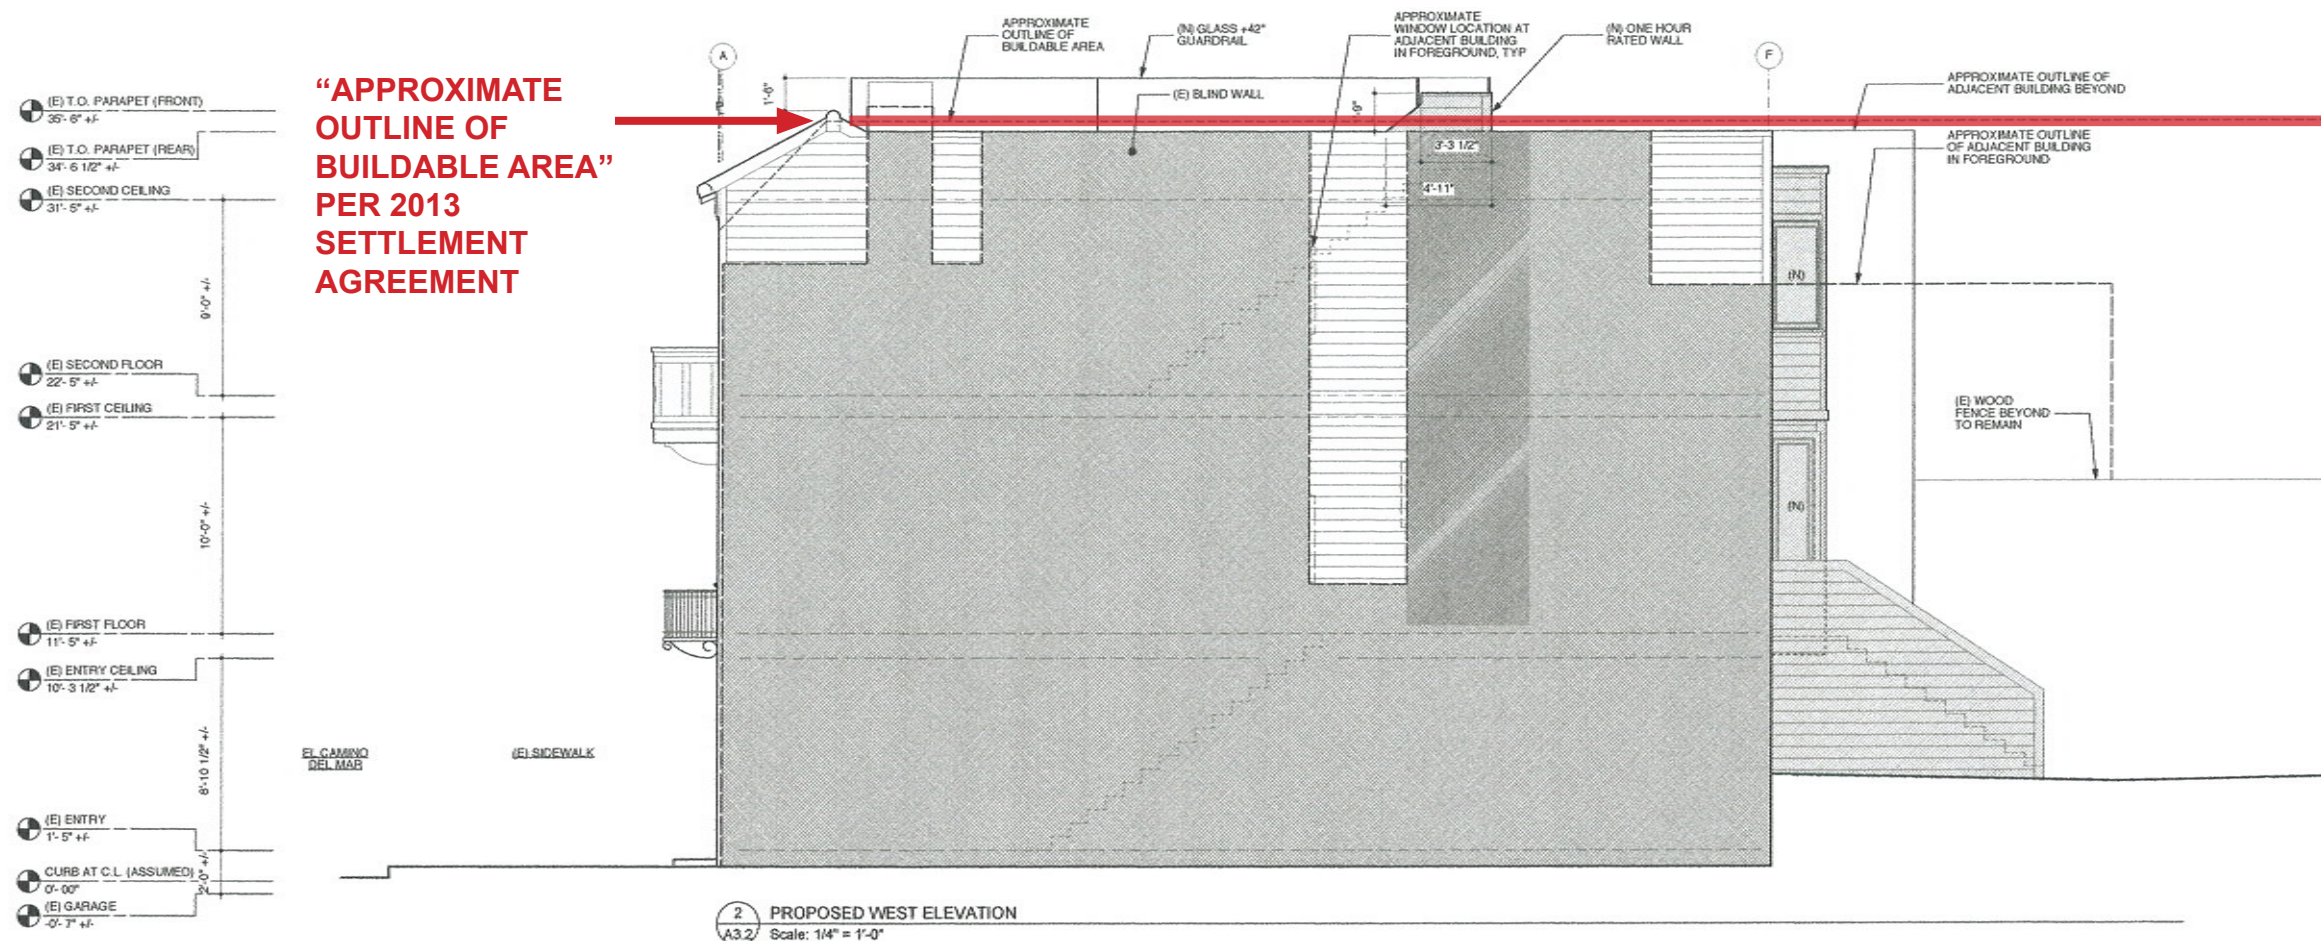 APPROXIMATE
OUTLINE OF
BUILDABLE AREA
(N) GLASS +42"
GUARDRAIL
APPROXIMATE
WINDOW LOCATION AT
ADJACENT BUILDING
IN FOREGROUND, TYP
(N) ONE HOUR
RATED WALL
A
F
“APPROXIMATE
OUTLINE OF
BUILDABLE AREA”
PER 2013
SETTLEMENT
AGREEMENT
1'-6"
(E) BLIND WALL
APPROXIMATE OUTLINE OF
ADJACENT BUILDING BEYOND
APPROXIMATE OUTLINE
OF ADJACENT BUILDING
IN FOREGROUND
3'-3 1/2"
4'-11"
(E) T.O. PARAPET (FRONT)
35'- 6" +/-
(E) T.O. PARAPET (REAR)
34'- 6 1/2" +/-
(E) SECOND CEILING
31'- 5" +/-
9'-0" +/-
(N)
(E) SECOND FLOOR
22'- 5" +/-
(E) FIRST CEILING
21'- 5" +/-
(E) WOOD
FENCE BEYOND
TO REMAIN
10'-0" +/-
(N)
(E) FIRST FLOOR
11'- 5" +/-
(E) ENTRY CEILING
10'- 3 1/2" +/-
8'-10 1/2" +/-
EL CAMINO
DEL MAR
(E) SIDEWALK
(E) ENTRY
1'- 5" +/-
CURB AT C.L. (ASSUMED)
0'- 00"
2'-0" +/-
(E) GARAGE
-0'- 7" +/-
2
A3.2
PROPOSED WEST ELEVATION
Scale: 1/4" = 1'-0"